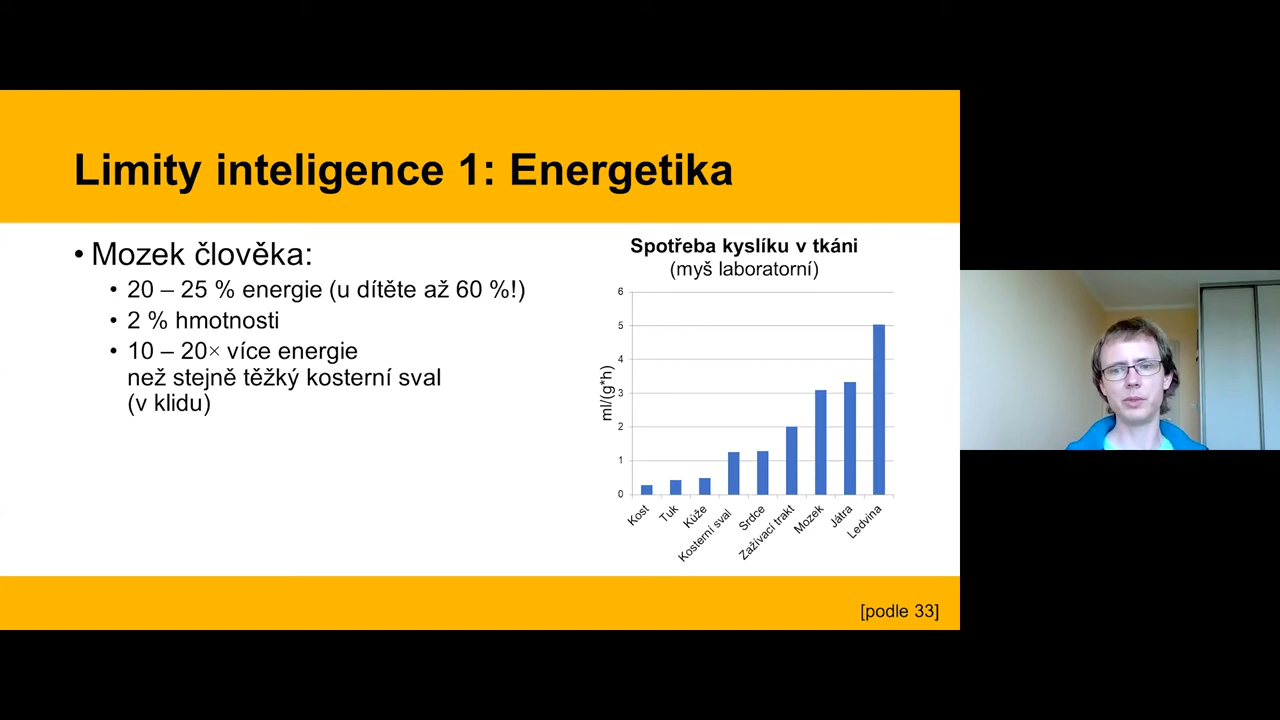 Limity inteligence 1: Energetika
• Mozek člověka:
• 20 – 25 % energie (u dítěte až 60 %!)
• 2 % hmotnosti
• 10 – 20× více energie
než stejně těžký kosterní sval
(v klidu)
Spotřeba kyslíku v tkáni
(myš laboratorní)
6
5
4
3
2
1
0
ml/(g*h)
Kost
Tuk
Kůže
Kosterní sval
Srdce
Zažívací trakt
Mozek
Játra
Ledvina
[podle 33]